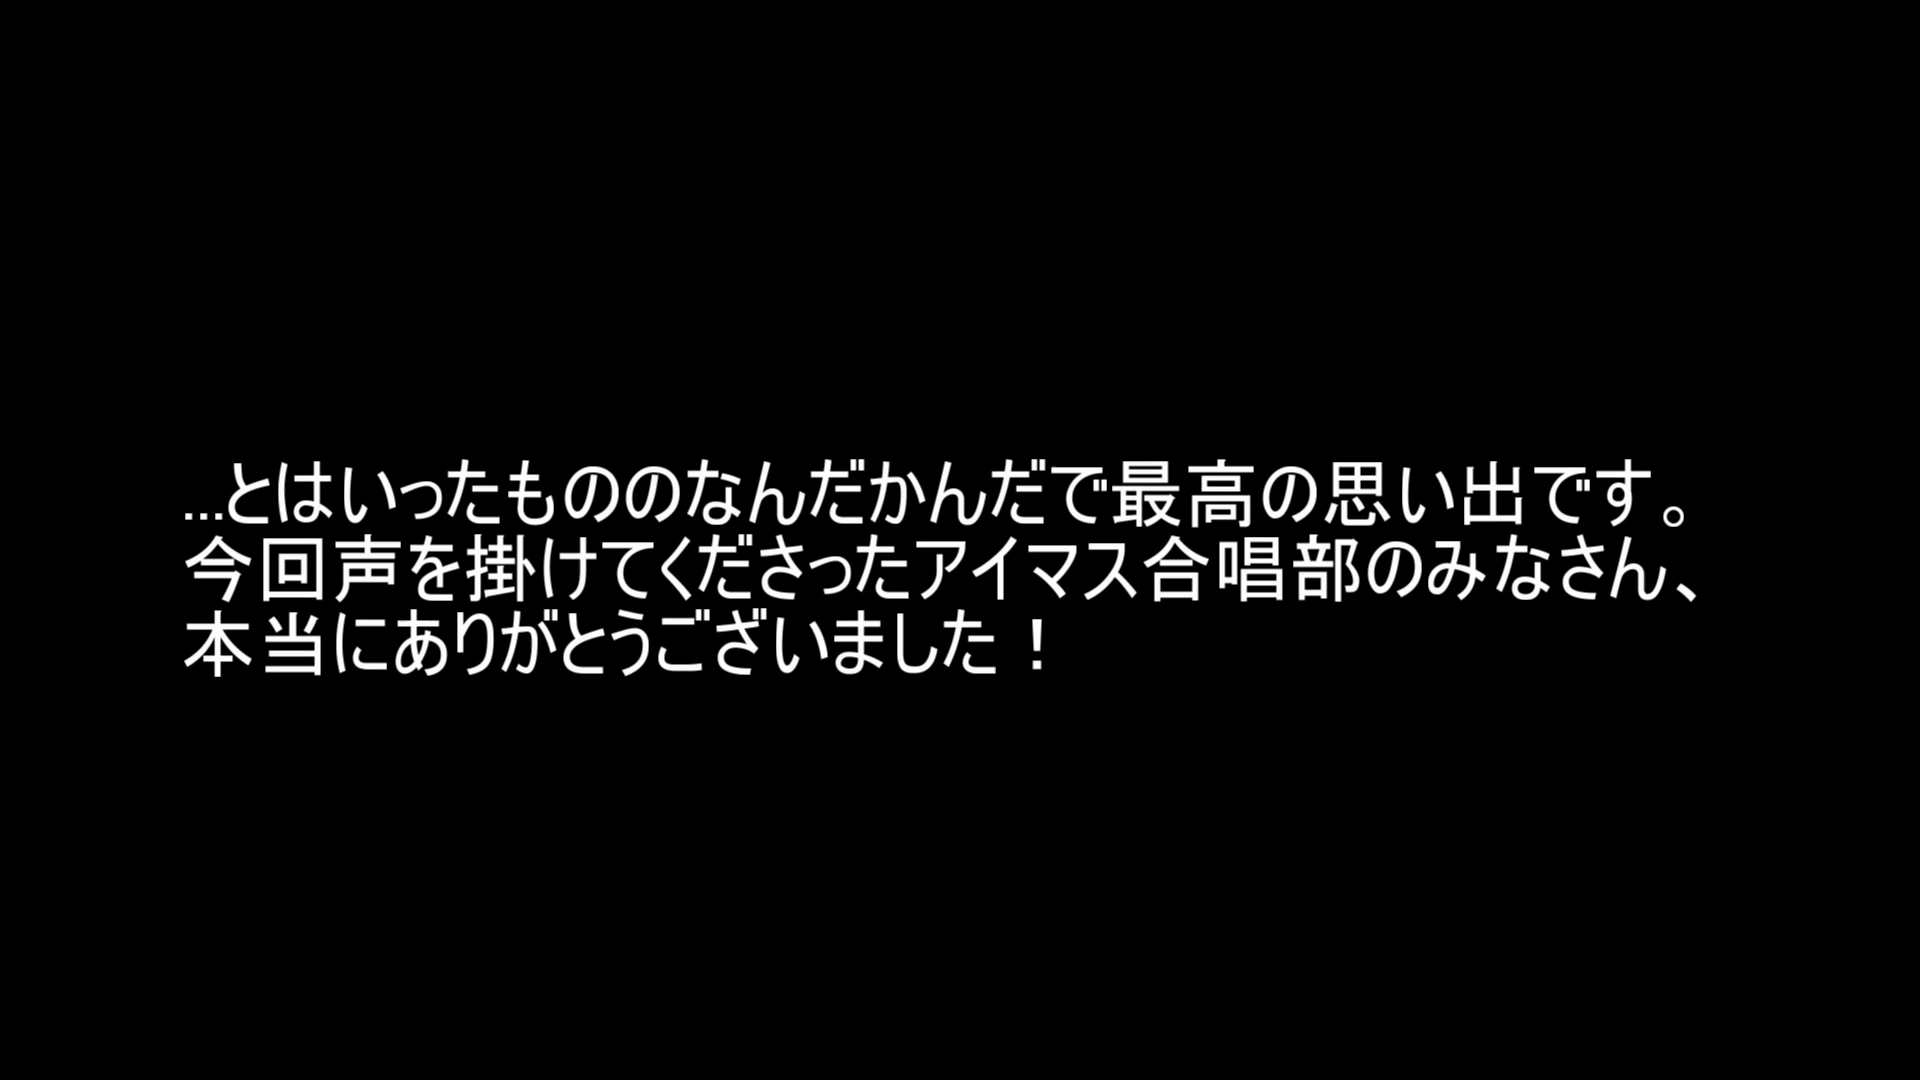 ...とはいったもののなんだかんだで最高の思い出です。
今回声を掛けてくださったアイマス合唱部のみなさん、
本当にありがとうございました！